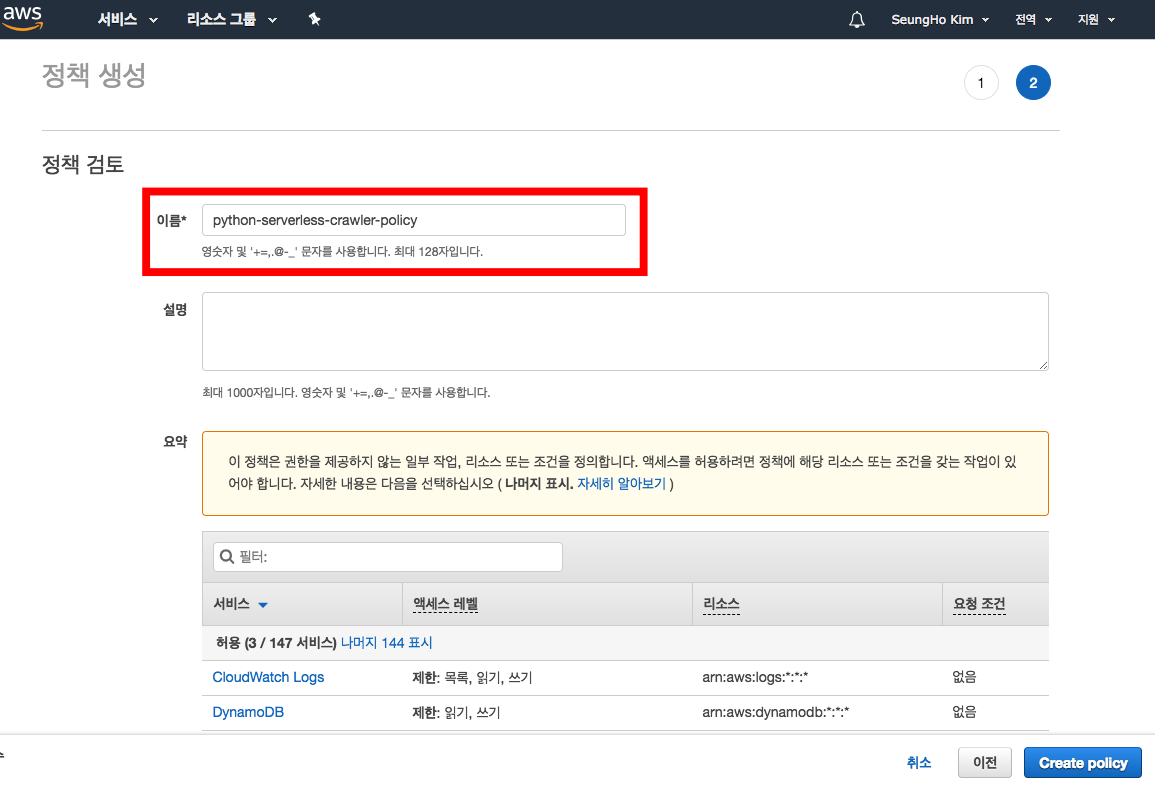 aws 서비스 리소스 그룹 SeungHo Kim 전역 지원
정책 생성 1 2
정책 검토
이름* python-serverless-crawler-policy
영숫자 및 '+=,.@-_' 문자를 사용합니다. 최대 128자입니다.
설명
최대 1000자입니다. 영숫자 및 '+=,.@-_' 문자를 사용합니다.
요약
이 정책은 권한을 제공하지 않는 일부 작업, 리소스 또는 조건을 정의합니다. 액세스를 허용하려면 정책에 해당 리소스 또는 조건을 갖는 작업이 있
어야 합니다. 자세한 내용은 다음을 선택하십시오 ( 나머지 표시. 자세히 알아보기 )
필터:
서비스 액세스 레벨 리소스 요청 조건
허용 (3 / 147 서비스) 나머지 144 표시
CloudWatch Logs 제한: 목록, 읽기, 쓰기 arn:aws:logs:*:*:* 없음
DynamoDB 제한: 읽기, 쓰기 arn:aws:dynamodb:*:*:* 없음
취소 이전 Create policy